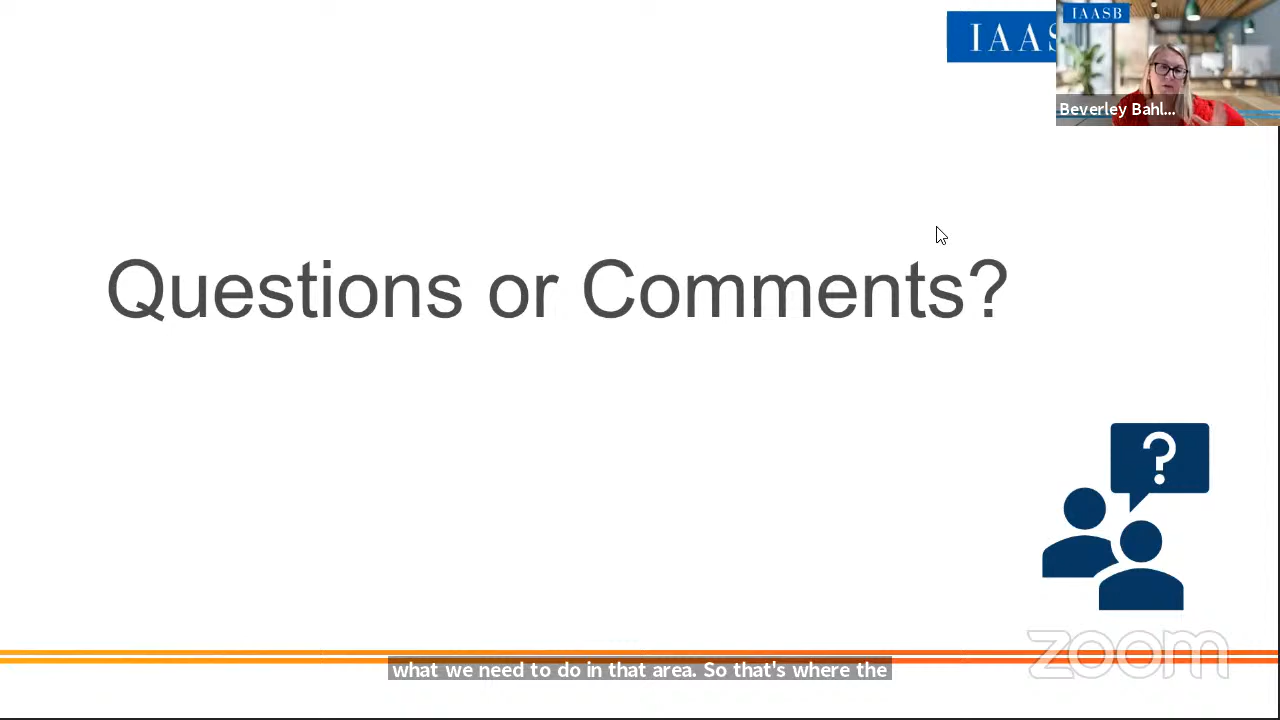 IAAS
IAASB
Beverley Bahl...
Questions or Comments?
?
zoom
what we need to do in that area. So that's where the